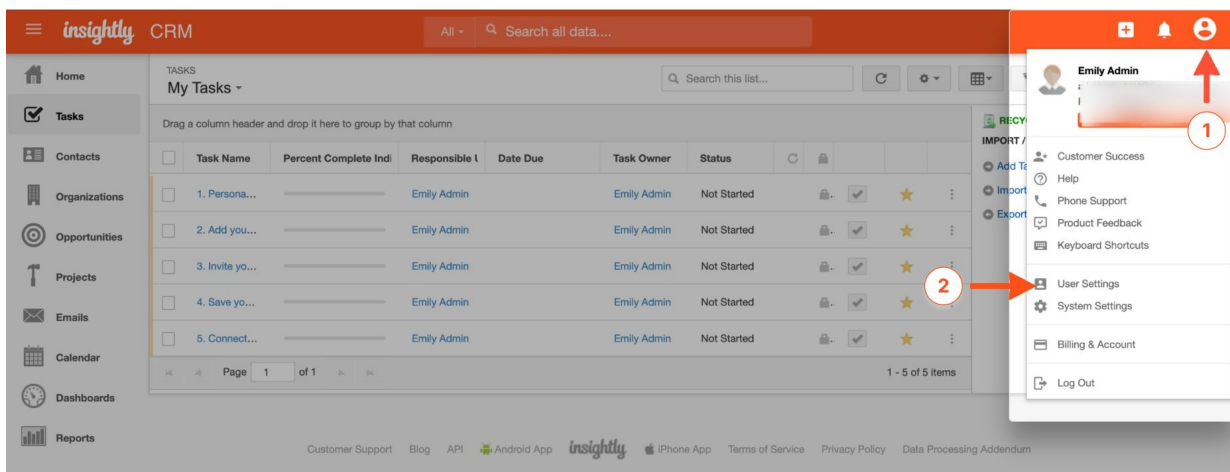 insightly CRM
All
Search all data....
Home
Tasks
Contacts
Organizations
Opportunities
Projects
Emails
Calendar
Dashboards
Reports
TASKS
My Tasks
Search this list...
Drag a column header and drop it here to group by that column
Task Name Percent Complete Indi Responsible Date Due Task Owner Status
1. Persona... Emily Admin Emily Admin Not Started
2. Add you... Emily Admin Emily Admin Not Started
3. Invite yo... Emily Admin Emily Admin Not Started
4. Save yo... Emily Admin Emily Admin Not Started
5. Connect... Emily Admin Emily Admin Not Started
Page 1 of 1
1 - 5 of 5 items
RECY
IMPORT /
Add Ta
Import
Export
Emily Admin
1
Customer Success
Help
Phone Support
Product Feedback
Keyboard Shortcuts
2
User Settings
System Settings
Billing & Account
Log Out
Customer Support Blog API Android App insightly iPhone App Terms of Service Privacy Policy Data Processing Addendum